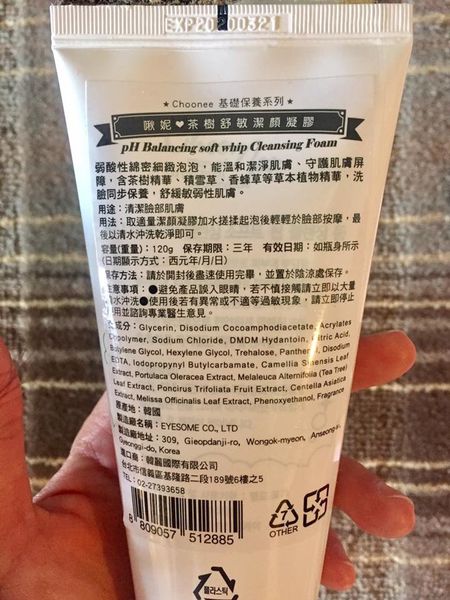 EXP20200321
★ Choonee 基礎保養系列 ★
啾妮♥茶樹舒敏潔顏凝膠
pH Balancing soft whip Cleansing Foam
弱酸性綿密細緻泡泡，能溫和潔淨肌膚、守護肌膚屏
障，含茶樹精華、積雪草、香蜂草等草本植物精華，洗
臉同步保養，舒緩敏弱性肌膚。
用途：清潔臉部肌膚
用法：取適量潔顏凝膠加水搓揉起泡後輕輕於臉部按摩，最
後以清水沖洗乾淨即可。
容量(重量)：120g 保存期限：三年 有效日期：如瓶身所示
(日期顯示方式：西元年/月/日)
保存方法：請於開封後盡速使用完畢，並置於陰涼處保存。
注意事項：●避免產品誤入眼睛，若不慎接觸請立即以大量
清水沖洗●使用後若有異常或不適等過敏現象，請立即停止
使用並諮詢專業醫生意見。
全成分：Glycerin, Disodium Cocoamphodiacetate, Acrylates
Copolymer, Sodium Chloride, DMDM Hydantoin, Citric Acid,
Butylene Glycol, Hexylene Glycol, Trehalose, Panthenol, Disodium
EDTA, Iodopropynyl Butylcarbamate, Camellia Sinensis Leaf
Extract, Portulaca Oleracea Extract, Melaleuca Alternifolia (Tea Tree)
Leaf Extract, Poncirus Trifoliata Fruit Extract, Centella Asiatica
Extract, Melissa Officinalis Leaf Extract, Phenoxyethanol, Fragrance
原產地：韓國
製造廠名稱：EYESOME CO., LTD
製造廠地址：309, Gieopdanji-ro, Wongok-myeon, Anseong-si,
Gyeonggi-do, Korea
進口商：韓麗國際有限公司
台北市信義區基隆路二段189號6樓之5
TEL：02-27393658
8 809057 512885
7
OTHER
플라스틱